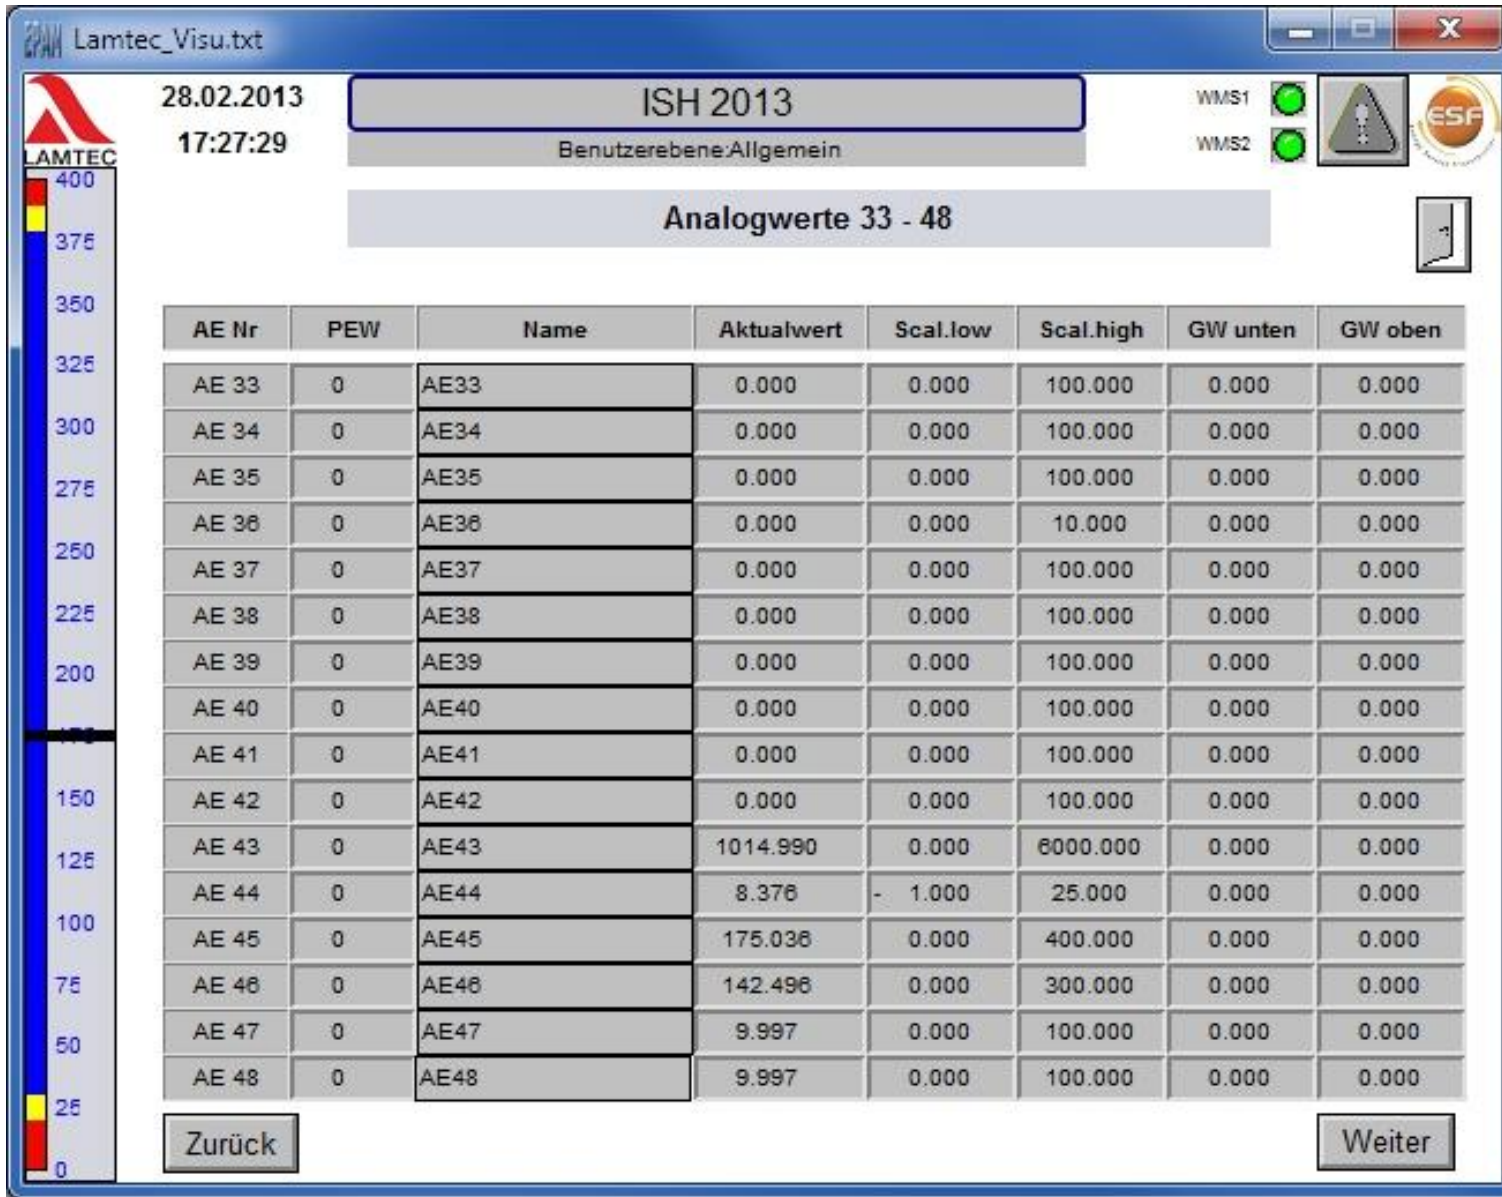 Lamtec_Visu.txt
LAMTEC
28.02.2013
17:27:29
ISH 2013
Benutzerebene:Allgemein
WMS1
WMS2
ESF
Analogwerte 33 - 48
400
375
350
325
300
275
250
225
200
150
125
100
75
50
25
0
AE Nr PEW Name Aktualwert Scal.low Scal.high GW unten GW oben
AE 33 0 AE33 0.000 0.000 100.000 0.000 0.000
AE 34 0 AE34 0.000 0.000 100.000 0.000 0.000
AE 35 0 AE35 0.000 0.000 100.000 0.000 0.000
AE 36 0 AE36 0.000 0.000 10.000 0.000 0.000
AE 37 0 AE37 0.000 0.000 100.000 0.000 0.000
AE 38 0 AE38 0.000 0.000 100.000 0.000 0.000
AE 39 0 AE39 0.000 0.000 100.000 0.000 0.000
AE 40 0 AE40 0.000 0.000 100.000 0.000 0.000
AE 41 0 AE41 0.000 0.000 100.000 0.000 0.000
AE 42 0 AE42 0.000 0.000 100.000 0.000 0.000
AE 43 0 AE43 1014.990 0.000 6000.000 0.000 0.000
AE 44 0 AE44 8.376 - 1.000 25.000 0.000 0.000
AE 45 0 AE45 175.036 0.000 400.000 0.000 0.000
AE 46 0 AE46 142.496 0.000 300.000 0.000 0.000
AE 47 0 AE47 9.997 0.000 100.000 0.000 0.000
AE 48 0 AE48 9.997 0.000 100.000 0.000 0.000
Zurück
Weiter